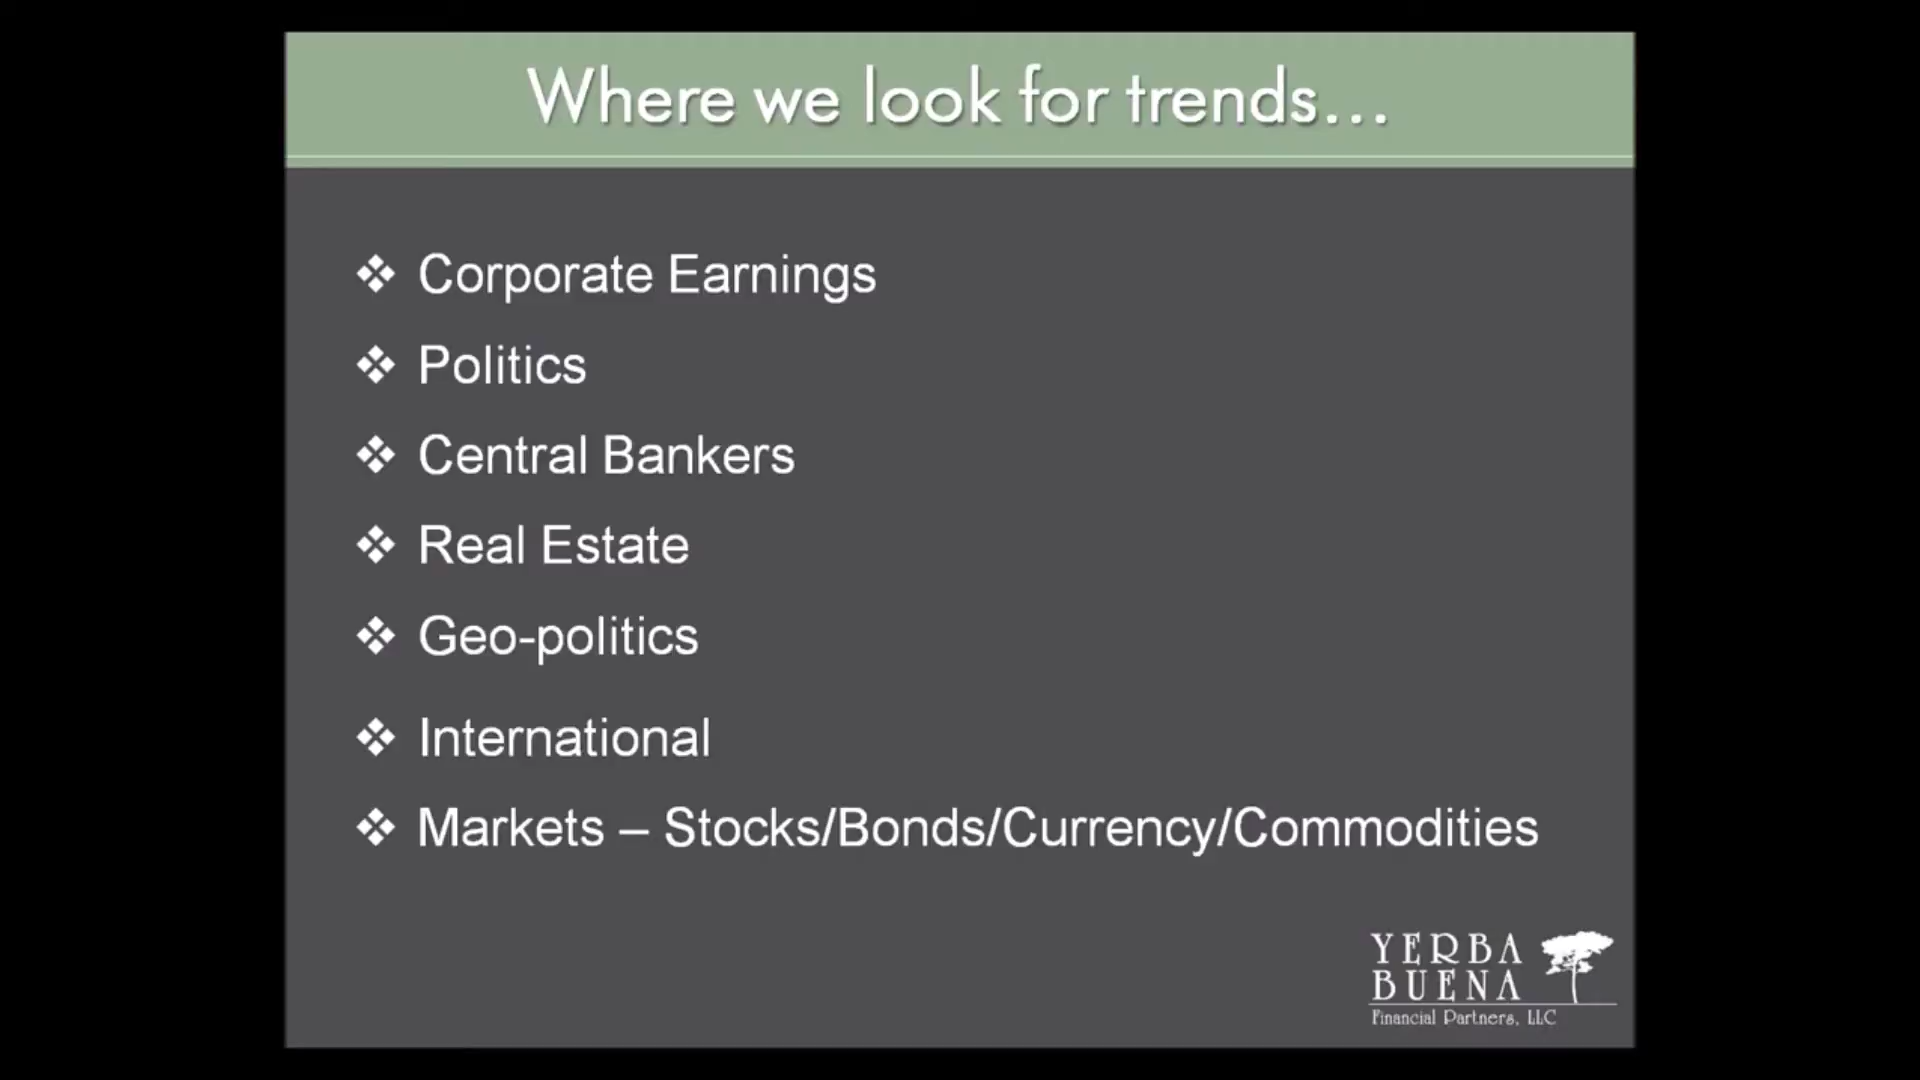 Where we look for trends...
❖ Corporate Earnings
❖ Politics
❖ Central Bankers
❖ Real Estate
❖ Geo-politics
❖ International
❖ Markets – Stocks/Bonds/Currency/Commodities
YERBA
BUENA
Financial Partners, LLC